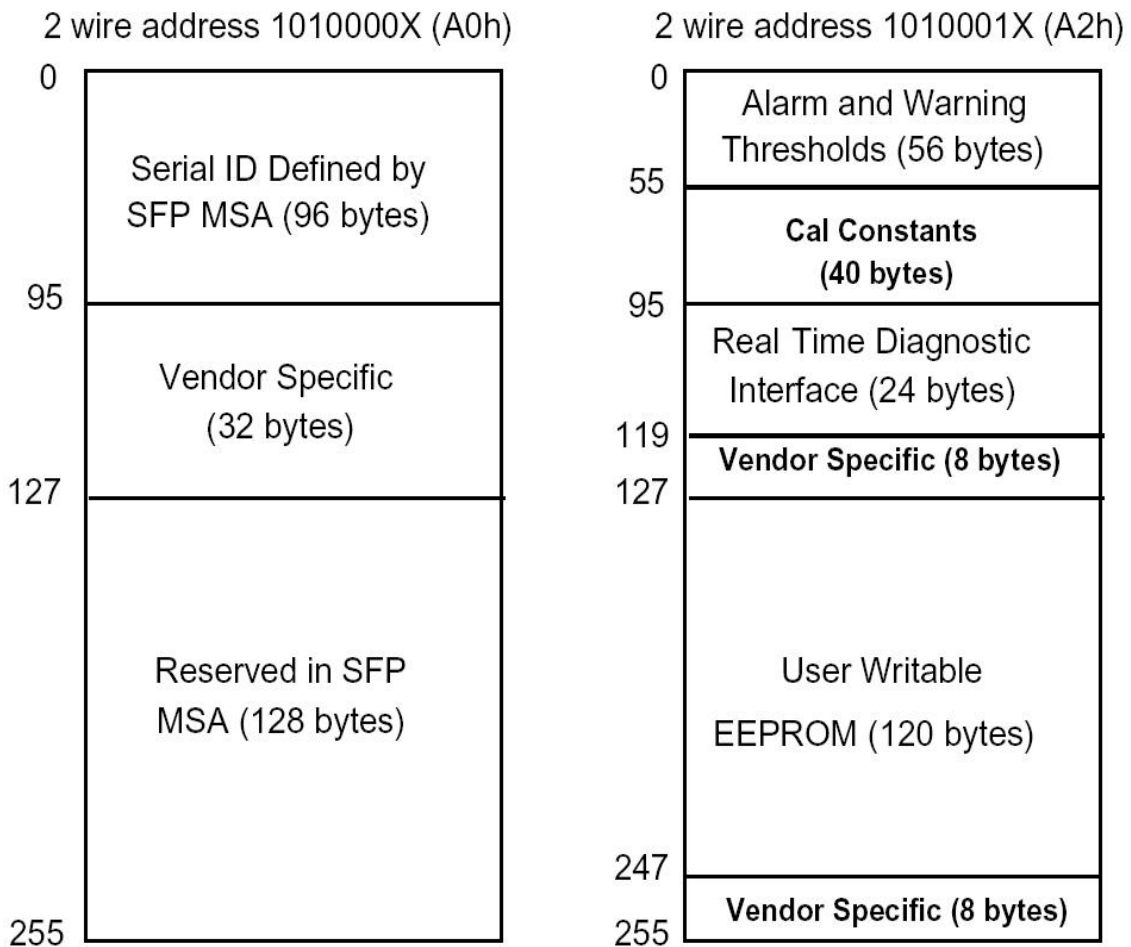 2 wire address 1010000X (A0h)
0
Serial ID Defined by
SFP MSA (96 bytes)
95
Vendor Specific
(32 bytes)
127
Reserved in SFP
MSA (128 bytes)
255
2 wire address 1010001X (A2h)
0
Alarm and Warning
Thresholds (56 bytes)
55
Cal Constants
(40 bytes)
95
Real Time Diagnostic
Interface (24 bytes)
119
Vendor Specific (8 bytes)
127
User Writable
EEPROM (120 bytes)
247
Vendor Specific (8 bytes)
255